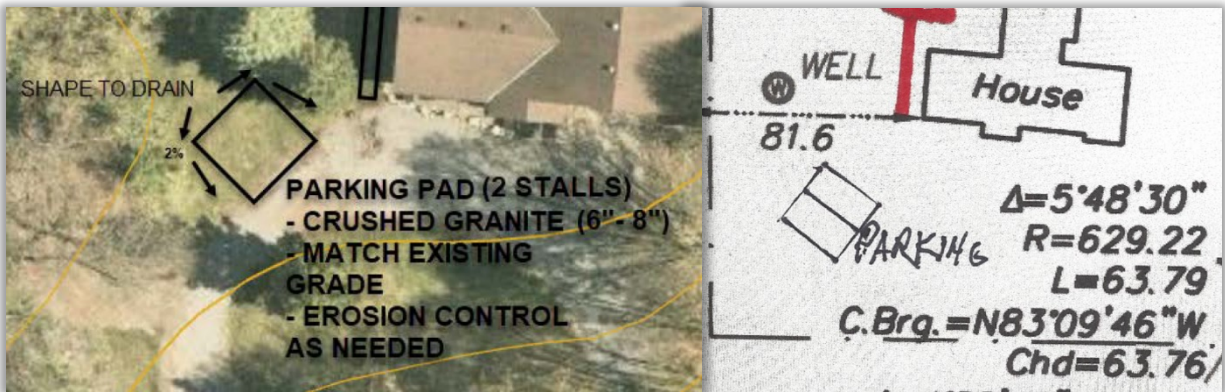 SHAPE TO DRAIN
2%
PARKING PAD (2 STALLS)
- CRUSHED GRANITE (6"- 8")
- MATCH EXISTING
GRADE
- EROSION CONTROL
AS NEEDED
W WELL
House
81.6
PARKING
Δ=5°48'30"
R=629.22
L=63.79
C.Brg.=N83°09'46"W
Chd=63.76